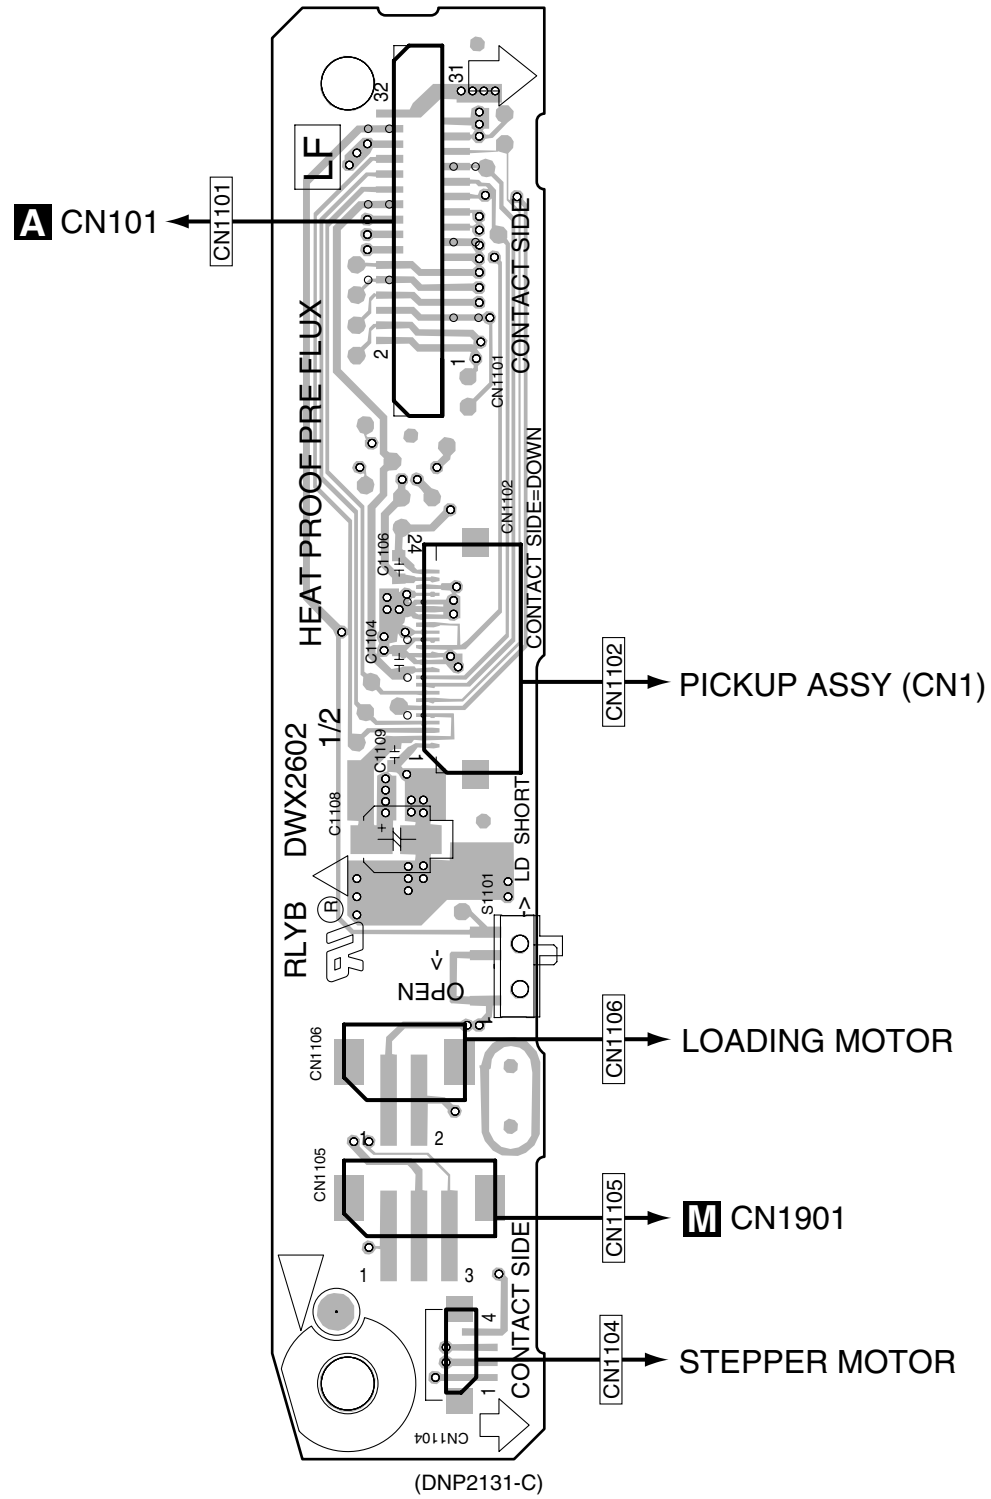 32
31
LF
A CN101
CN1101
CONTACT SIDE
2
1
CN1101
HEAT PROOF PRE FLUX
CN1102
CONTACT SIDE=DOWN
C1106
24
C1104
CN1102
PICKUP ASSY (CN1)
1/2
C1109
1
DWX2602
C1108
+
LD SHORT
->
S1101
RLYB
R
->
OPEN
1
CN1106
CN1106
LOADING MOTOR
1
2
CN1105
CN1105
M CN1901
1
3
CONTACT SIDE
4
CN1104
STEPPER MOTOR
1
CN1104
(DNP2131-C)